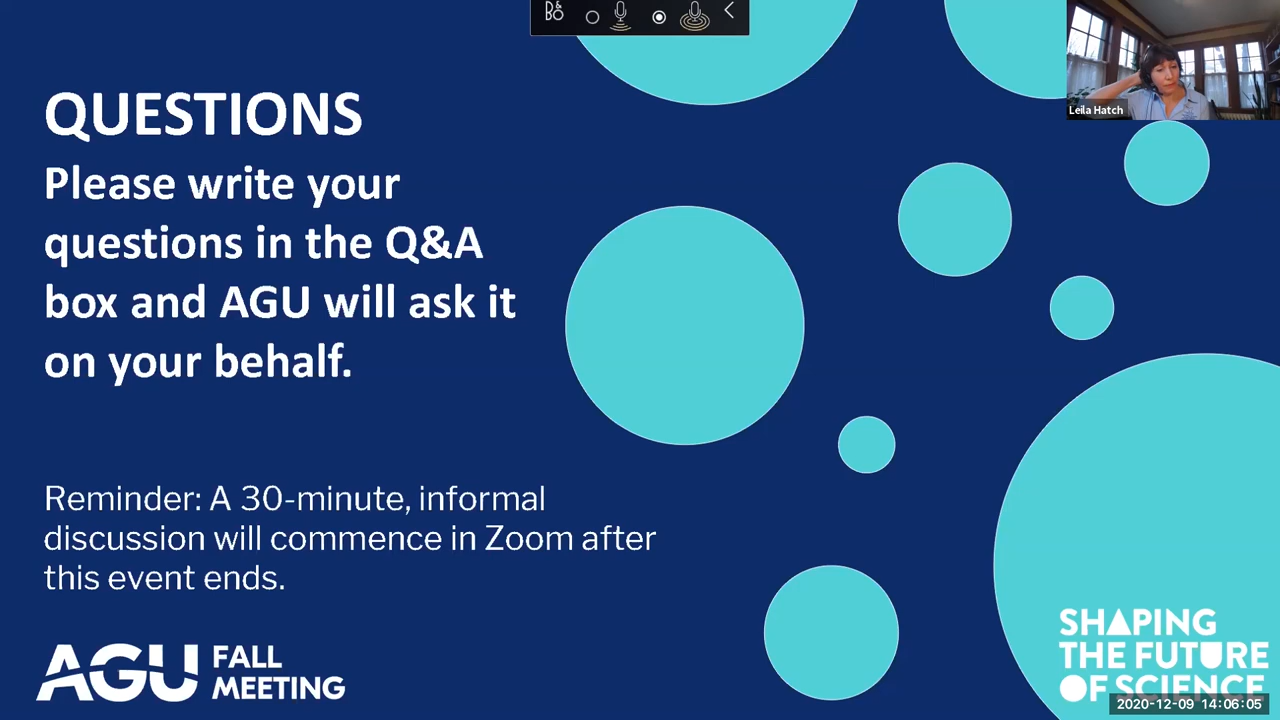 B&O
Leila Hatch
QUESTIONS
Please write your
questions in the Q&A
box and AGU will ask it
on your behalf.
Reminder: A 30-minute, informal
discussion will commence in Zoom after
this event ends.
AGU FALL
MEETING
SHAPING
THE FUTURE
OF SCIENCE
2020-12-09 14:06:05